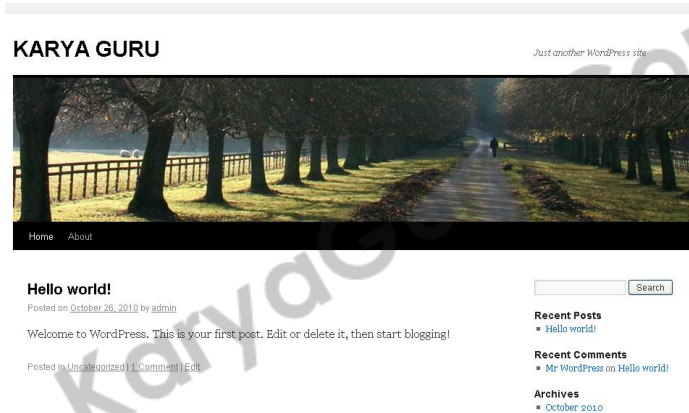 KARYA GURU
Just another WordPress site
Home About
Hello world!
Posted on October 26, 2010 by admin
Welcome to WordPress. This is your first post. Edit or delete it, then start blogging!
Posted in Uncategorized | 1 Comment | Edit
Search
Recent Posts
Hello world!
Recent Comments
Mr WordPress on Hello world!
Archives
October 2010